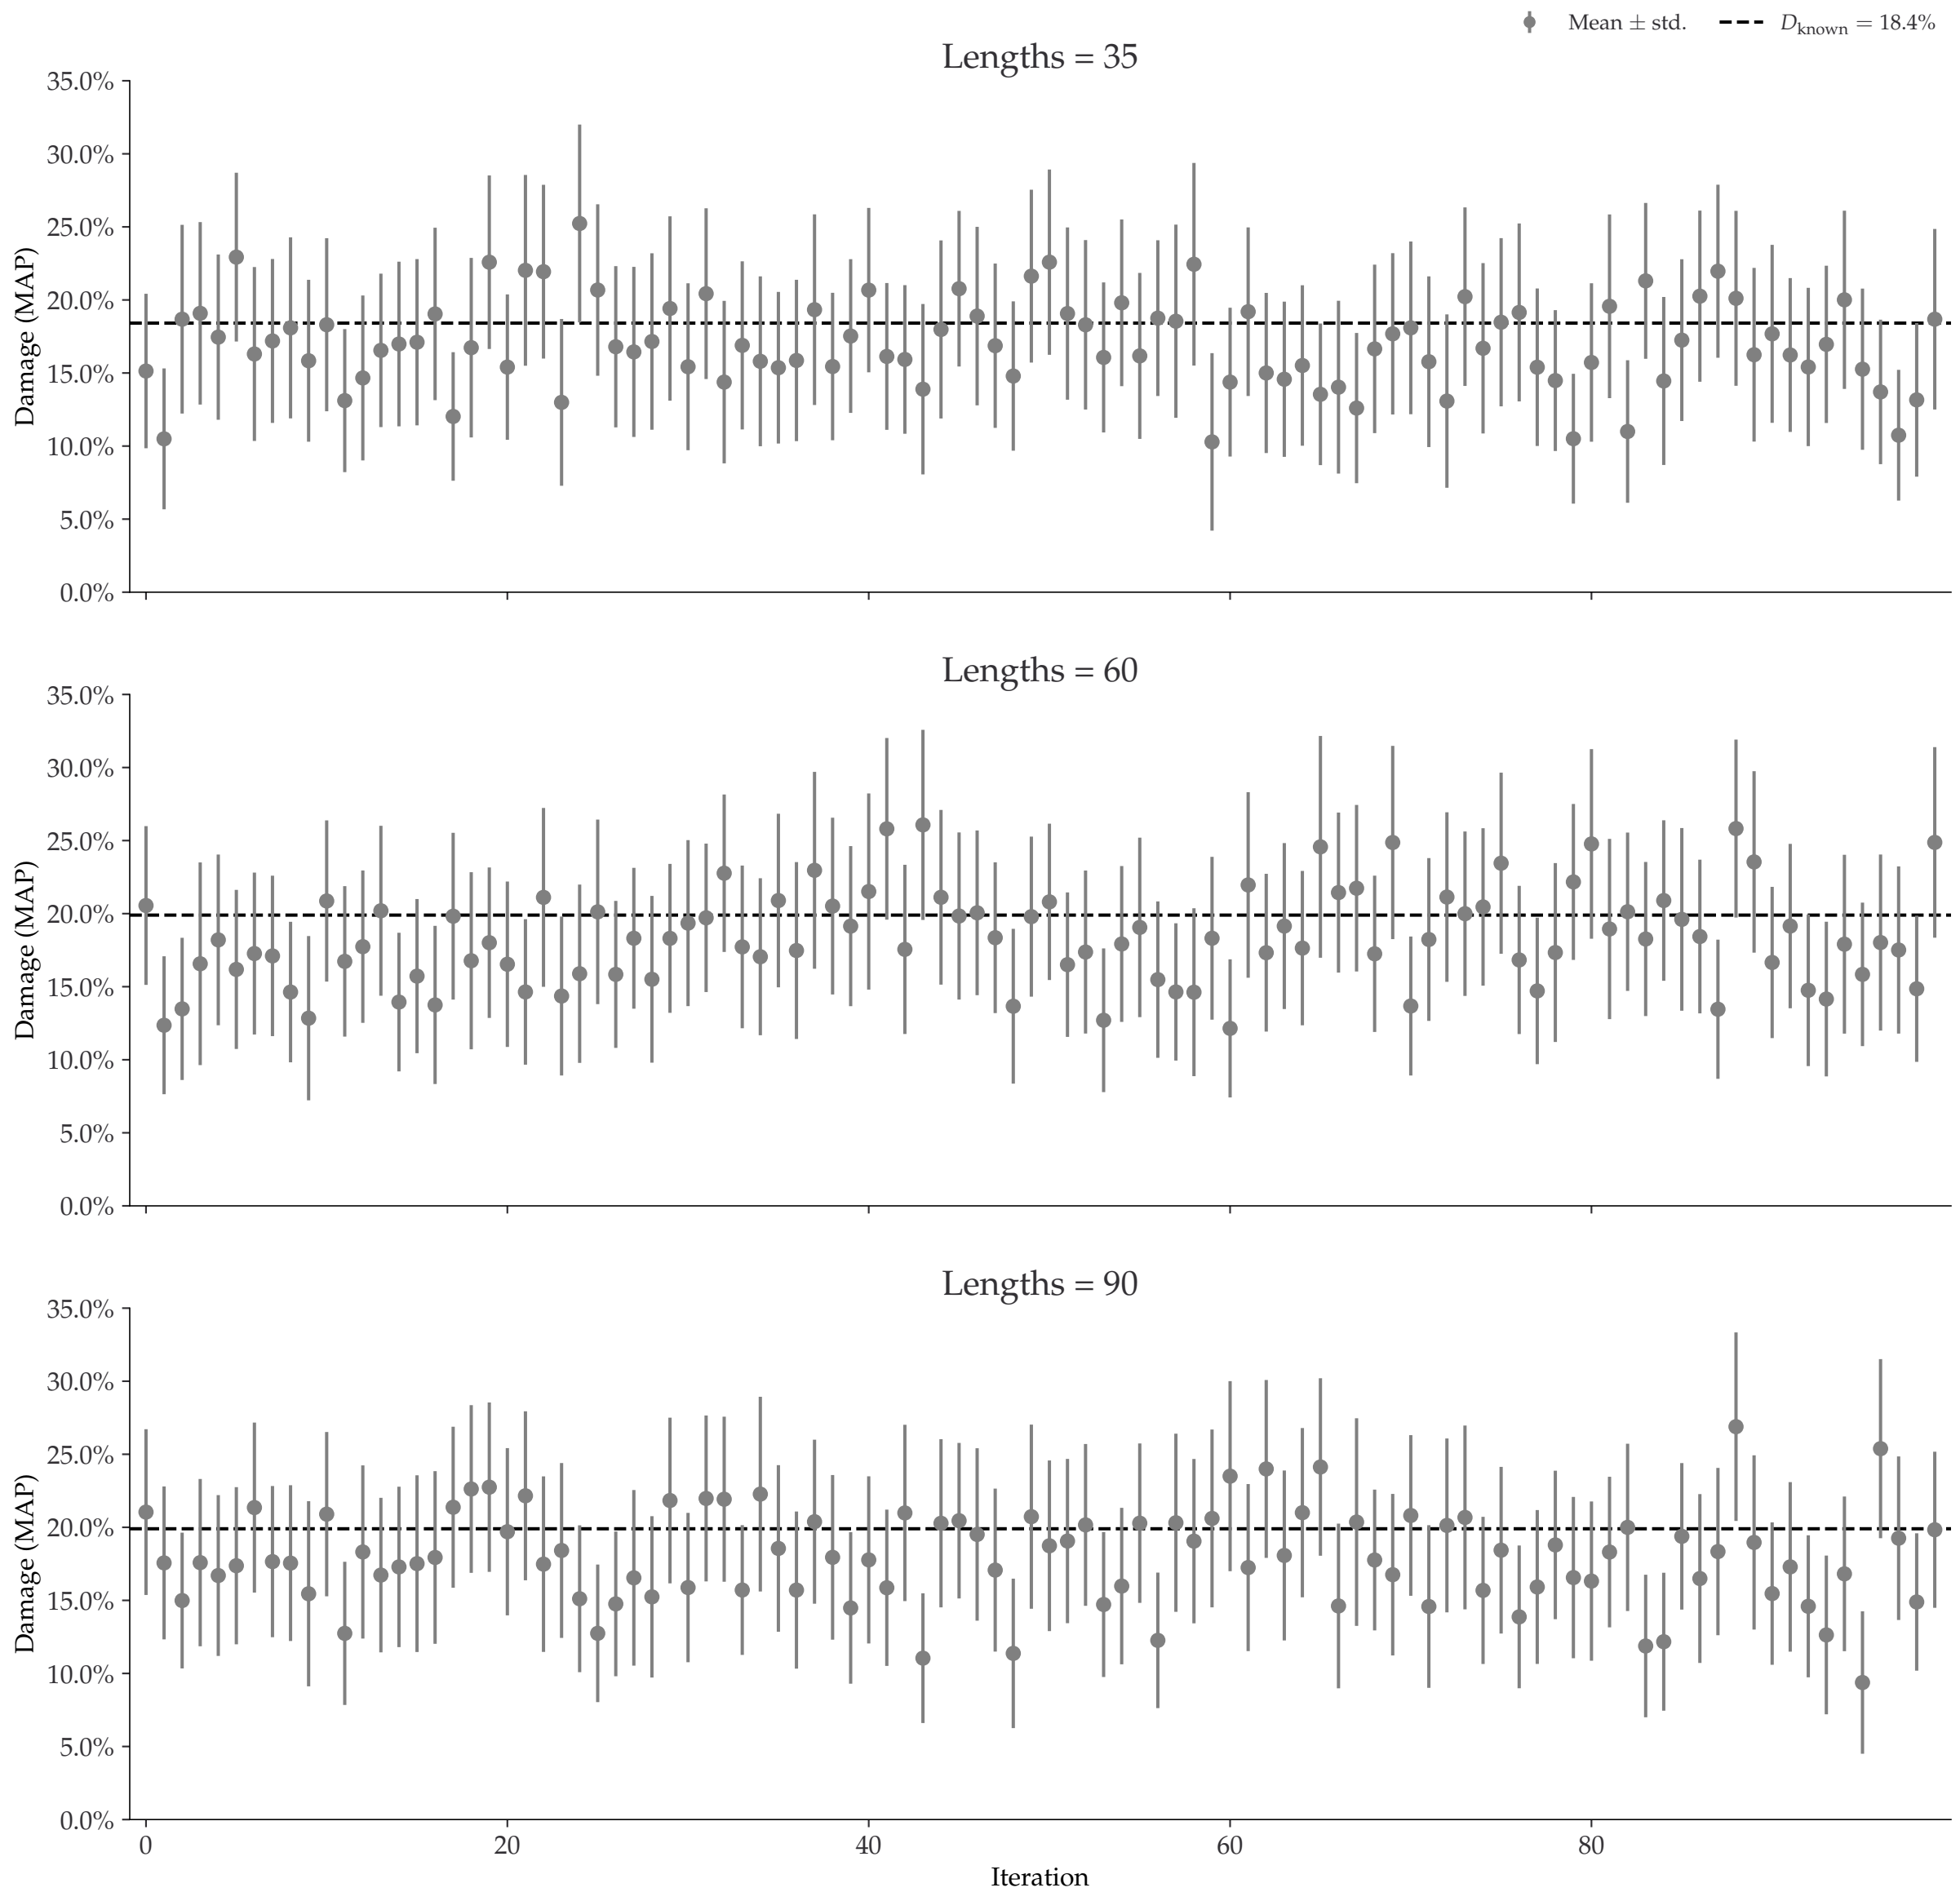 Mean ± std. D_known = 18.4%
Lengths = 35
35.0%
30.0%
25.0%
20.0%
15.0%
10.0%
5.0%
0.0%
Damage (MAP)
Lengths = 60
35.0%
30.0%
25.0%
20.0%
15.0%
10.0%
5.0%
0.0%
Damage (MAP)
Lengths = 90
35.0%
30.0%
25.0%
20.0%
15.0%
10.0%
5.0%
0.0%
Damage (MAP)
0 20 40 60 80
Iteration